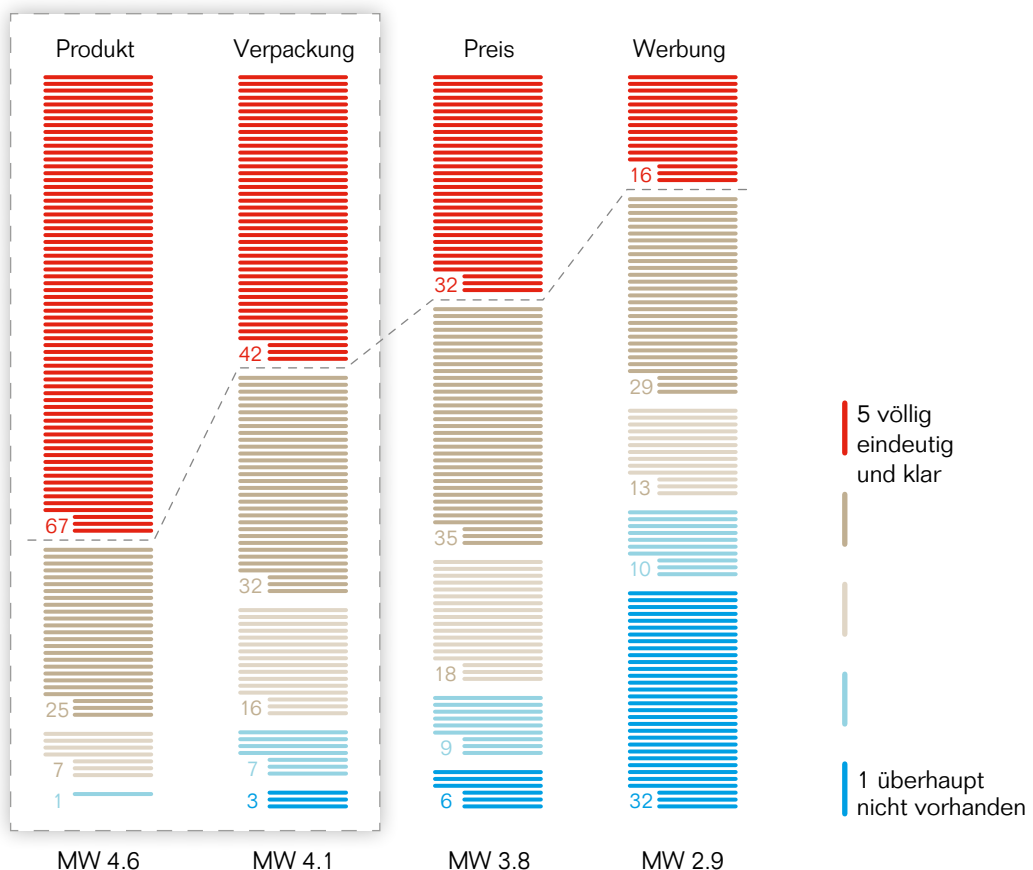 Produkt Verpackung Preis Werbung
16
32
42
29
5 völlig
eindeutig
und klar
13
67
35
10
32
18
25
16
9
7
7
1
3
6
32
1 überhaupt
nicht vorhanden
MW 4.6 MW 4.1 MW 3.8 MW 2.9